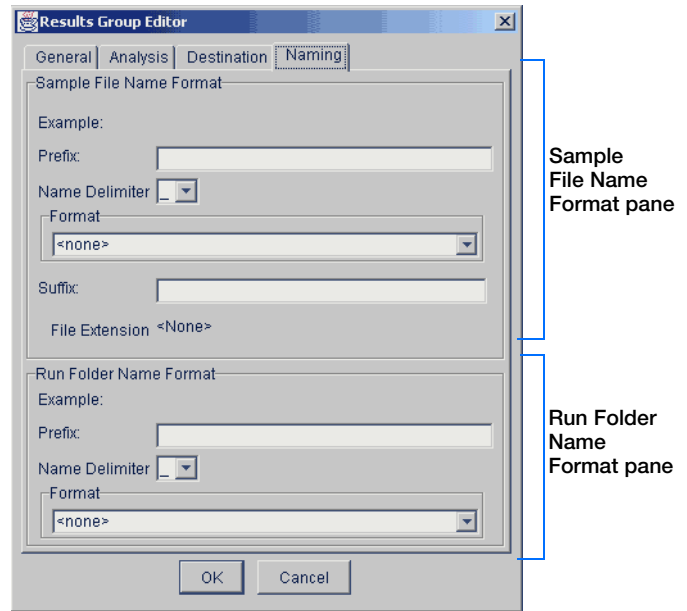 Results Group Editor
General Analysis Destination Naming
Sample File Name Format
Example:
Prefix:
Name Delimiter _
Format
<none>
Suffix:
File Extension <None>
Run Folder Name Format
Example:
Prefix:
Name Delimiter _
Format
<none>
OK Cancel
Sample
File Name
Format pane
Run Folder
Name
Format pane